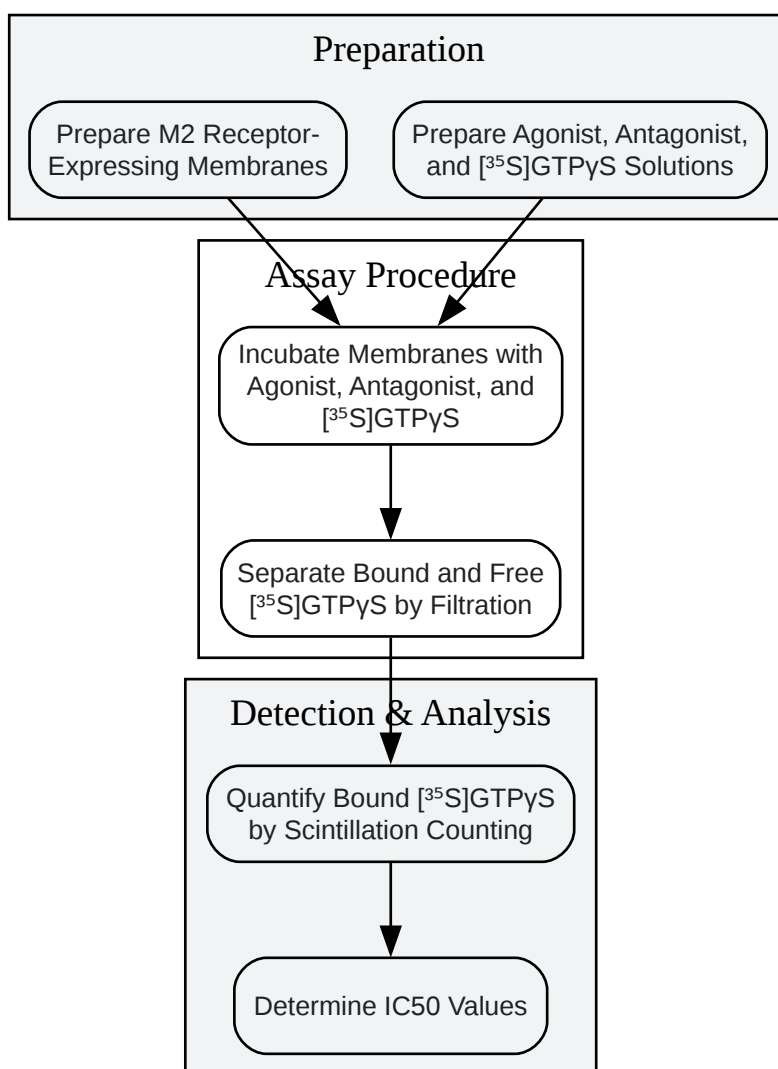 Preparation
Prepare M2 Receptor-
Expressing Membranes
Prepare Agonist, Antagonist,
and [³⁵S]GTPγS Solutions
Assay Procedure
Incubate Membranes with
Agonist, Antagonist, and
[³⁵S]GTPγS
Separate Bound and Free
[³⁵S]GTPγS by Filtration
Detection & Analysis
Quantify Bound [³⁵S]GTPγS
by Scintillation Counting
Determine IC50 Values